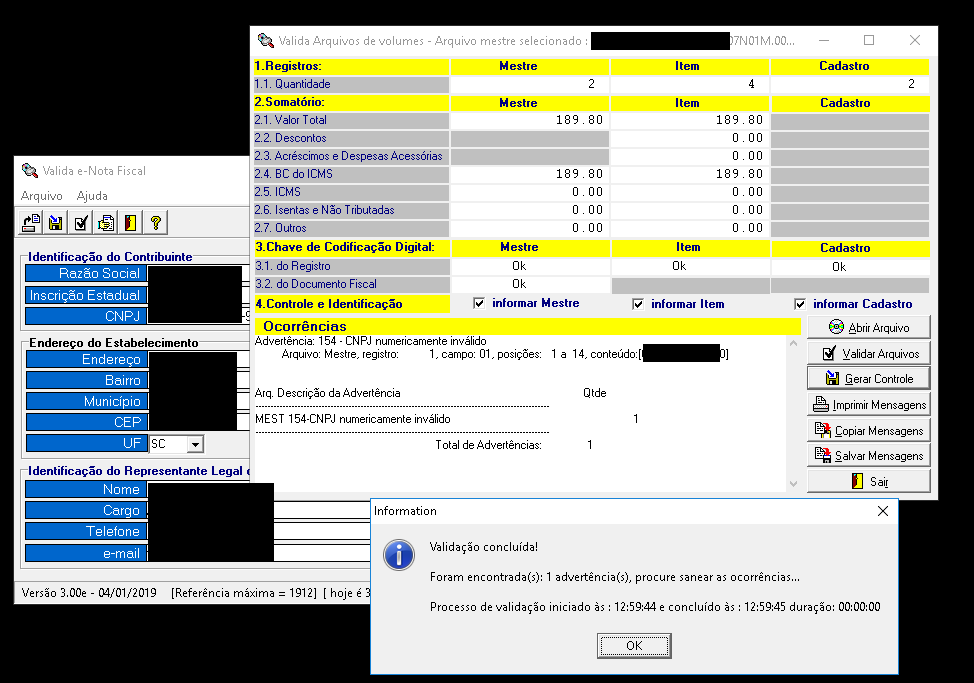 Valida Arquivos de volumes - Arquivo mestre selecionado : 07N01M.00...
1.Registros: Mestre Item Cadastro
1.1. Quantidade 2 4 2
2.Somatório: Mestre Item Cadastro
2.1. Valor Total 189.80 189.80
2.2. Descontos 0.00
2.3. Acréscimos e Despesas Acessórias 0.00
2.4. BC do ICMS 189.80 189.80
2.5. ICMS 0.00 0.00
2.6. Isentas e Não Tributadas 0.00 0.00
2.7. Outros 0.00 0.00
3.Chave de Codificação Digital: Mestre Item Cadastro
3.1. do Registro Ok Ok Ok
3.2. do Documento Fiscal Ok
4.Controle e Identificação informar Mestre informar Item informar Cadastro
Ocorrências
Advertência: 154 - CNPJ numericamente inválido
Arquivo: Mestre, registro: 1, campo: 01, posições: 1 a 14, conteúdo:[ 0]
Arq. Descrição da Advertência Qtde
MEST 154-CNPJ numericamente inválido 1
Total de Advertências: 1
Abrir Arquivo
Validar Arquivos
Gerar Controle
Imprimir Mensagens
Copiar Mensagens
Salvar Mensagens
Sair
Valida e-Nota Fiscal
Arquivo Ajuda
Identificação do Contribuinte
Razão Social
Inscrição Estadual
CNPJ
Endereço do Estabelecimento
Endereço
Bairro
Município
CEP
UF SC
Identificação do Representante Legal
Nome
Cargo
Telefone
e-mail
Versão 3.00e - 04/01/2019 [Referência máxima = 1912] [ hoje é 3
Information
Validação concluída!
Foram encontrada(s): 1 advertência(s), procure sanear as ocorrências...
Processo de validação iniciado às : 12:59:44 e concluído às : 12:59:45 duração: 00:00:00
OK